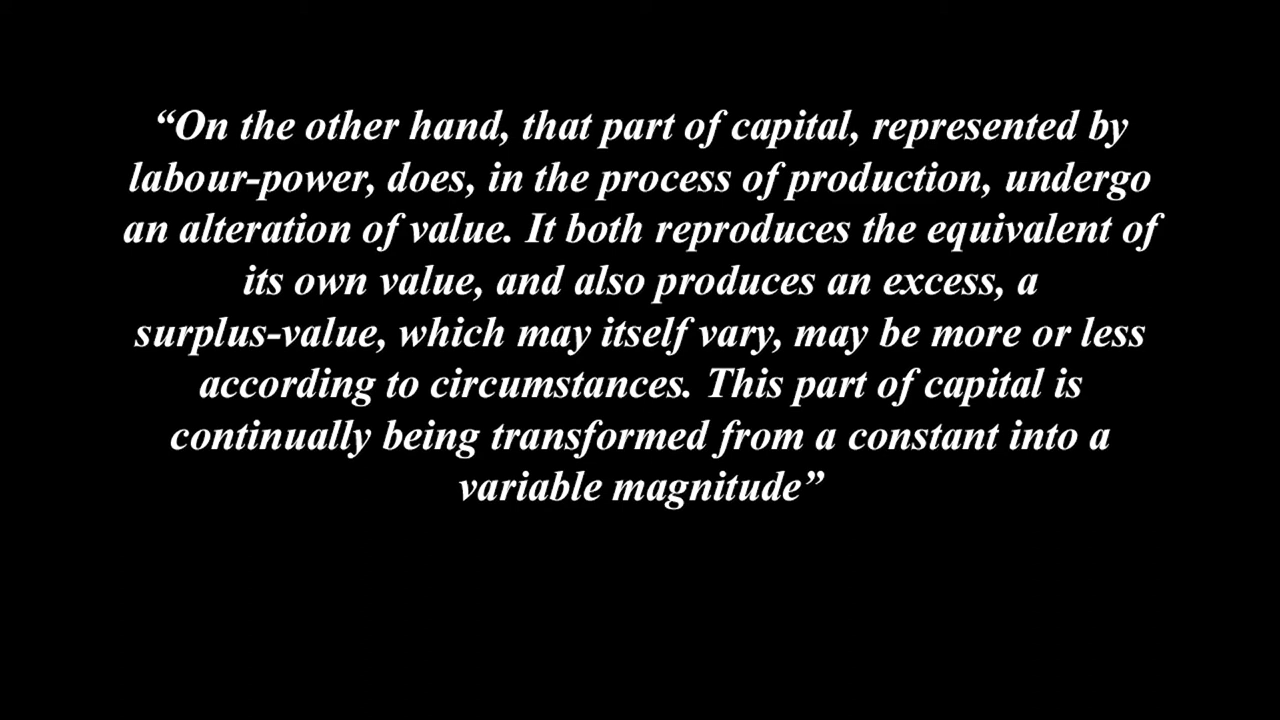 “On the other hand, that part of capital, represented by
labour-power, does, in the process of production, undergo
an alteration of value. It both reproduces the equivalent of
its own value, and also produces an excess, a
surplus-value, which may itself vary, may be more or less
according to circumstances. This part of capital is
continually being transformed from a constant into a
variable magnitude”